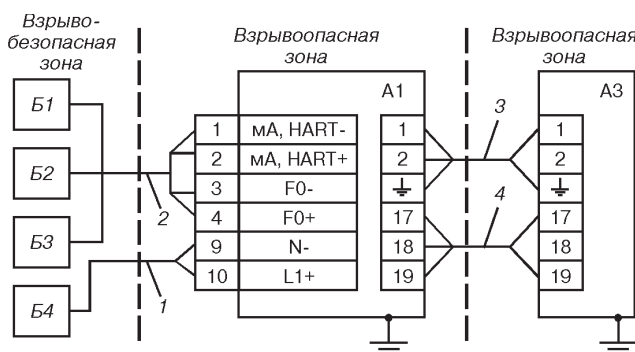 Взрыво-
безопасная
зона
Взрывоопасная
зона
Взрывоопасная
зона
Б1
Б2
Б3
Б4
2
1
А1
1 мА, HART-
2 мА, HART+
3 F0-
4 F0+
9 N-
10 L1+
1
2
17
18
19
3
4
А3
1
2
17
18
19